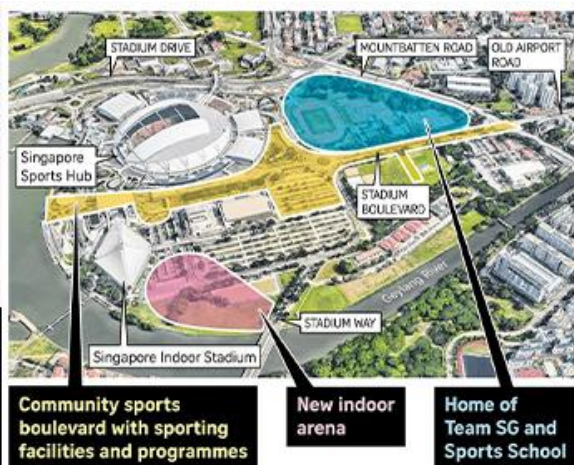 STADIUM DRIVE
MOUNTBATTEN ROAD
OLD AIRPORT
ROAD
Singapore
Sports Hub
STADIUM
BOULEVARD
Geylang River
STADIUM WAY
Singapore Indoor Stadium
Community sports
boulevard with sporting
facilities and programmes
New indoor
arena
Home of
Team SG and
Sports School